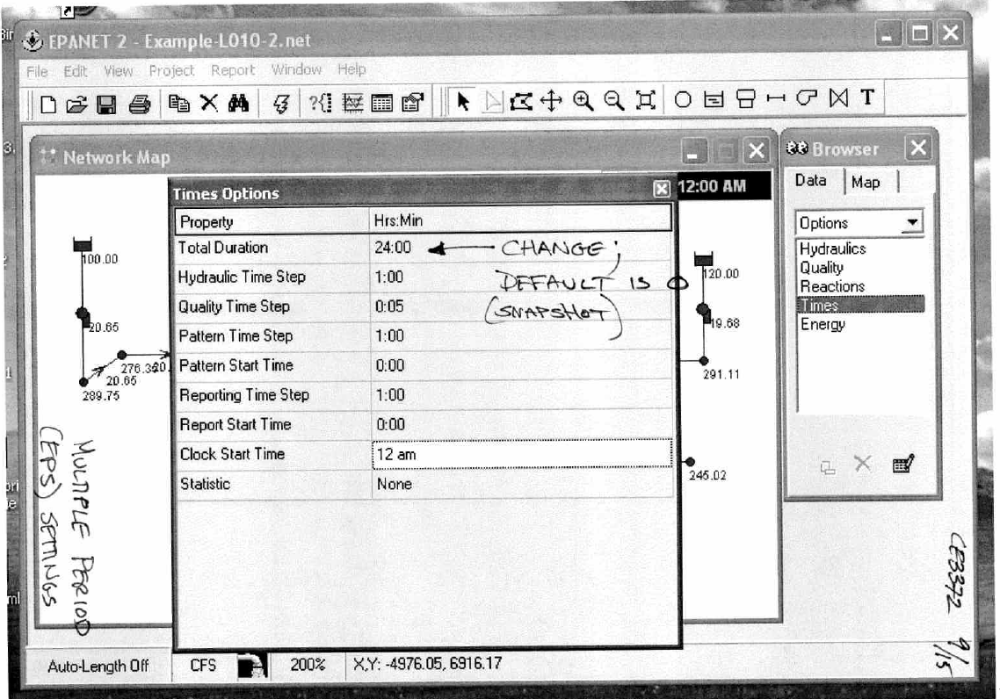 EPANET 2 - Example-L010-2.net
File Edit View Project Report Window Help
T
Network Map
12:00 AM
Times Options
Property Hrs:Min
Total Duration 24:00
Hydraulic Time Step 1:00
Quality Time Step 0:05
Pattern Time Step 1:00
Pattern Start Time 0:00
Reporting Time Step 1:00
Report Start Time 0:00
Clock Start Time 12 am
Statistic None
CHANGE ;
DEFAULT IS 0
(SNAPSHOT)
100.00
20.65
20.65
289.75
120.00
19.68
291.11
245.02
Browser
Data Map
Options
Hydraulics
Quality
Reactions
Times
Energy
MULTIPLE PERIOD
(EPS) SETTINGS
CE3372 9/15
Auto-Length Off CFS 200% X,Y: -4976.05, 6916.17